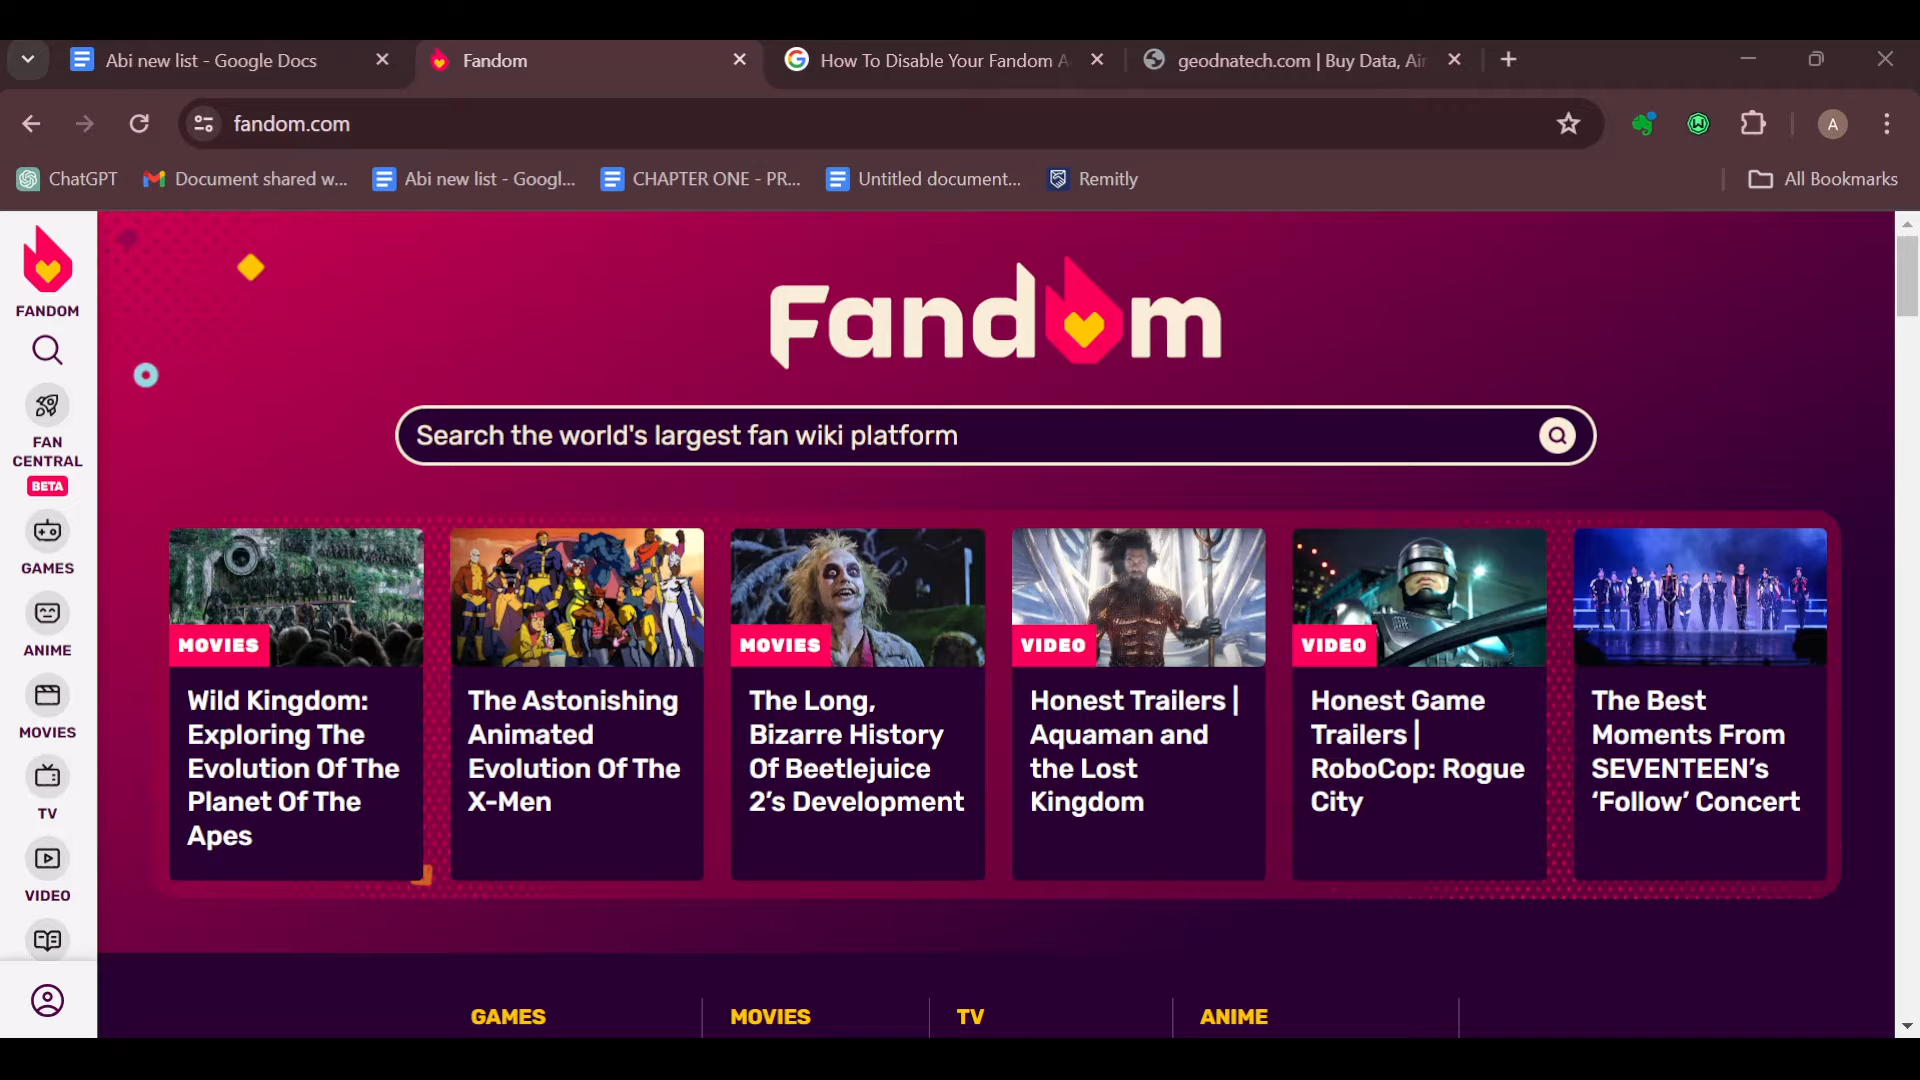 Abi new list - Google Docs
Fandom
How To Disable Your Fandom A
geodnatech.com | Buy Data, Air
fandom.com
A
ChatGPT
Document shared w...
Abi new list - Googl...
CHAPTER ONE - PR...
Untitled document...
Remitly
All Bookmarks
FANDOM
FAN
CENTRAL
BETA
GAMES
ANIME
MOVIES
TV
VIDEO
Fandom
Search the world's largest fan wiki platform
MOVIES
Wild Kingdom:
Exploring The
Evolution Of The
Planet Of The
Apes
The Astonishing
Animated
Evolution Of The
X-Men
MOVIES
The Long,
Bizarre History
Of Beetlejuice
2’s Development
VIDEO
Honest Trailers |
Aquaman and
the Lost
Kingdom
VIDEO
Honest Game
Trailers |
RoboCop: Rogue
City
The Best
Moments From
SEVENTEEN’s
‘Follow’ Concert
GAMES
MOVIES
TV
ANIME